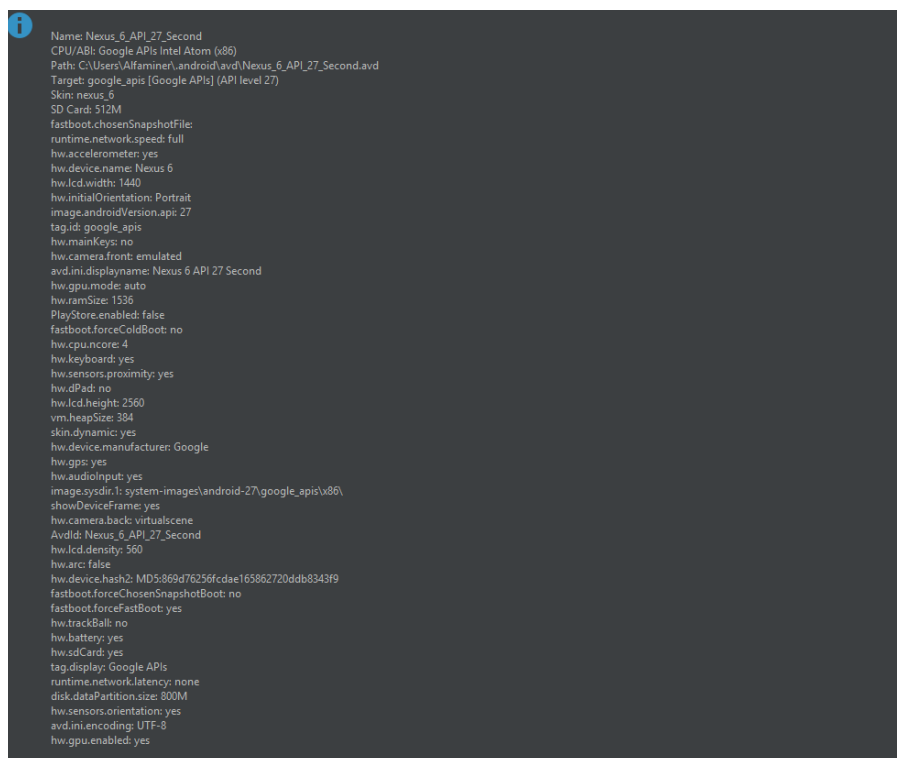 Name: Nexus_6_API_27_Second
CPU/ABI: Google APIs Intel Atom (x86)
Path: C:\Users\Alfaminer\.android\avd\Nexus_6_API_27_Second.avd
Target: google_apis [Google APIs] (API level 27)
Skin: nexus_6
SD Card: 512M
fastboot.chosenSnapshotFile:
runtime.network.speed: full
hw.accelerometer: yes
hw.device.name: Nexus 6
hw.lcd.width: 1440
hw.initialOrientation: Portrait
image.androidVersion.api: 27
tag.id: google_apis
hw.mainKeys: no
hw.camera.front: emulated
avd.ini.displayname: Nexus 6 API 27 Second
hw.gpu.mode: auto
hw.ramSize: 1536
PlayStore.enabled: false
fastboot.forceColdBoot: no
hw.cpu.ncore: 4
hw.keyboard: yes
hw.sensors.proximity: yes
hw.dPad: no
hw.lcd.height: 2560
vm.heapSize: 384
skin.dynamic: yes
hw.device.manufacturer: Google
hw.gps: yes
hw.audioInput: yes
image.sysdir.1: system-images\android-27\google_apis\x86\
showDeviceFrame: yes
hw.camera.back: virtualscene
AvdId: Nexus_6_API_27_Second
hw.lcd.density: 560
hw.arc: false
hw.device.hash2: MD5:869d76256fcdae165862720ddb8343f9
fastboot.forceChosenSnapshotBoot: no
fastboot.forceFastBoot: yes
hw.trackBall: no
hw.battery: yes
hw.sdCard: yes
tag.display: Google APIs
runtime.network.latency: none
disk.dataPartition.size: 800M
hw.sensors.orientation: yes
avd.ini.encoding: UTF-8
hw.gpu.enabled: yes